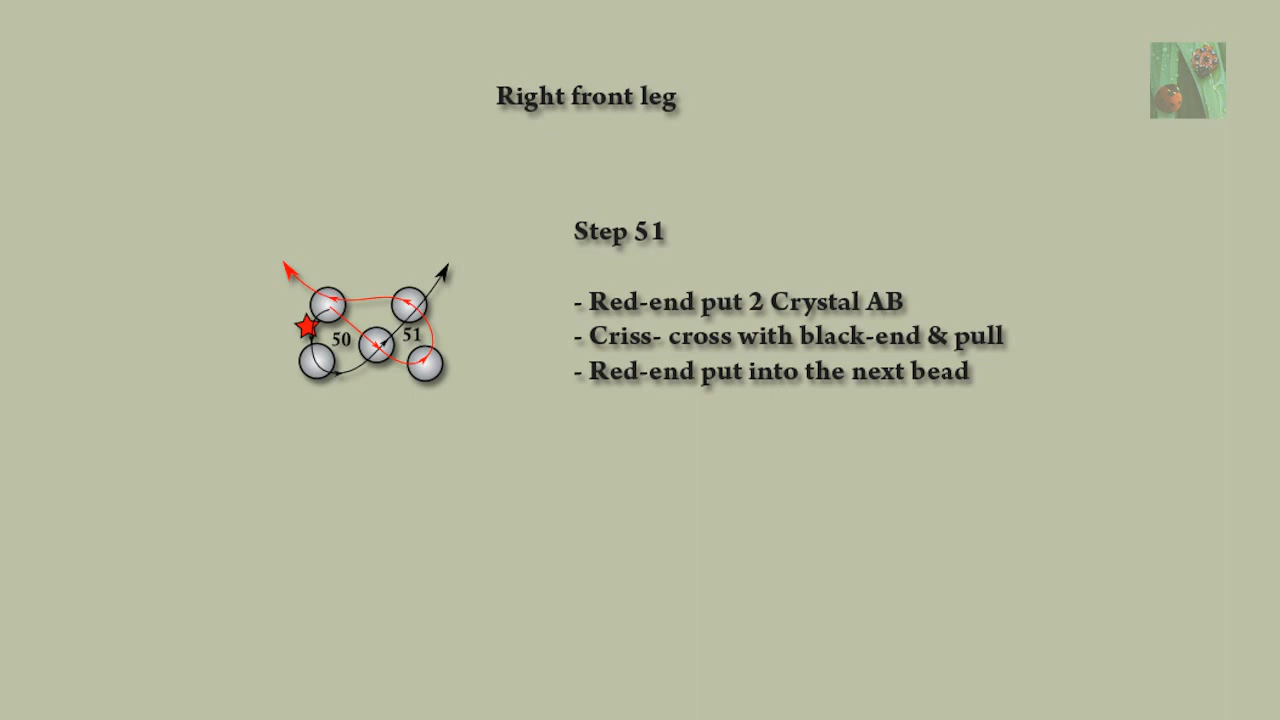 Right front leg
Step 51
- Red-end put 2 Crystal AB
- Criss- cross with black-end & pull
- Red-end put into the next bead
50
51